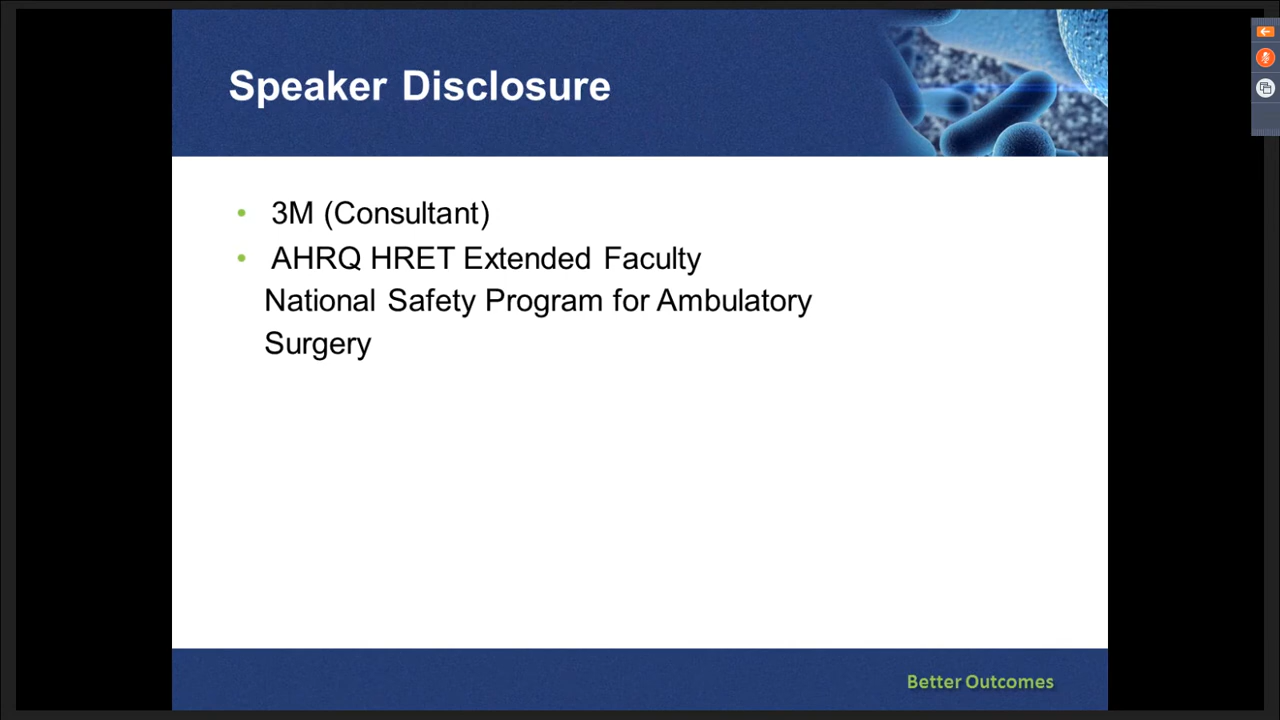 Speaker Disclosure
• 3M (Consultant)
• AHRQ HRET Extended Faculty
National Safety Program for Ambulatory
Surgery
Better Outcomes